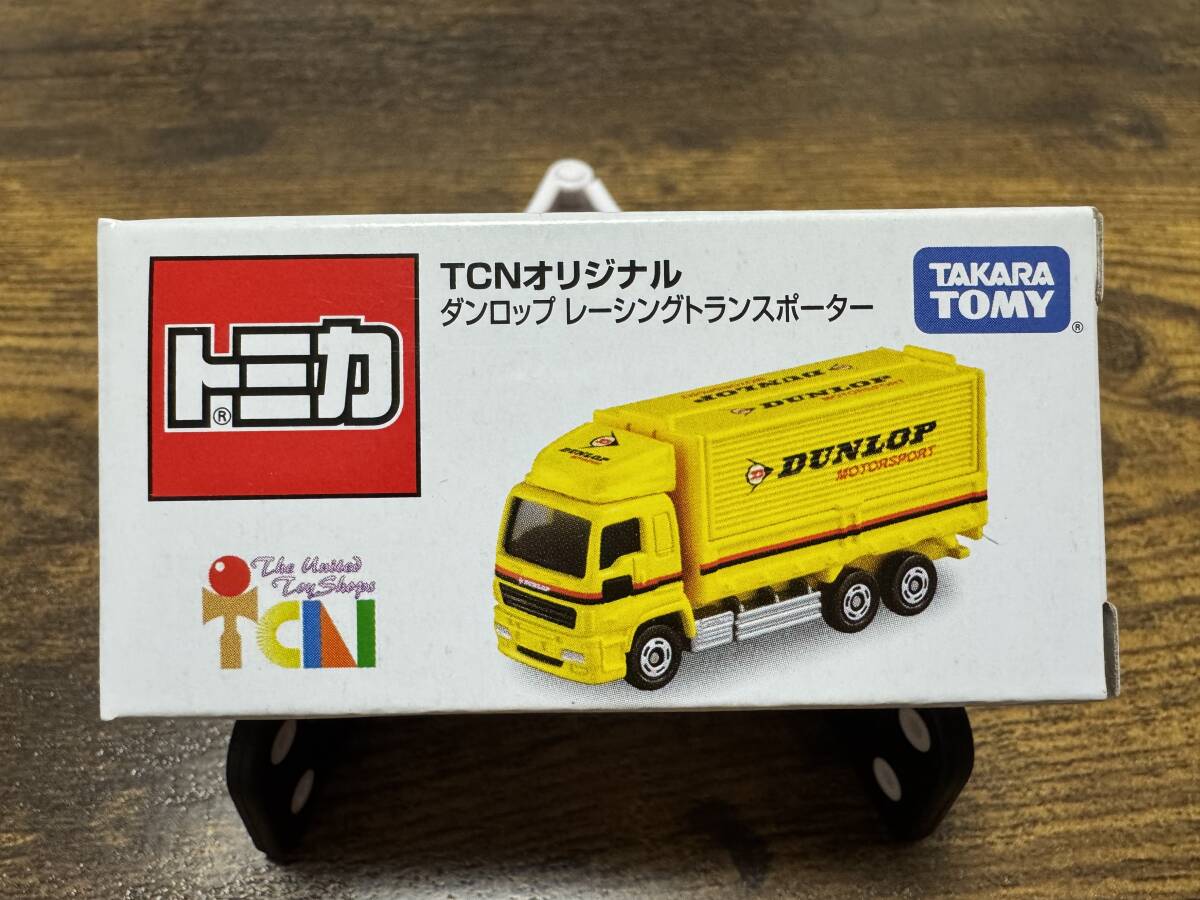 トミカ
®
TCNオリジナル
ダンロップ レーシングトランスポーター
TAKARA
TOMY
®
The United
Toy Shops
TCN
DUNLOP
DUNLOP
DUNLOP
MOTORSPORT
DUNLOP
DUNLOP